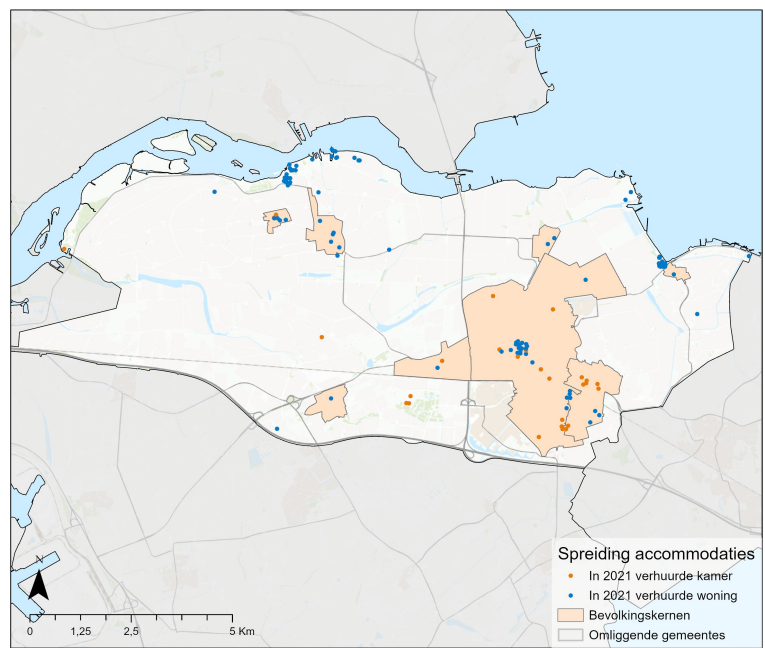 Spreiding accommodaties
In 2021 verhuurde kamer
In 2021 verhuurde woning
Bevolkingskernen
Omliggende gemeentes
N
0 1,25 2,5 5 Km